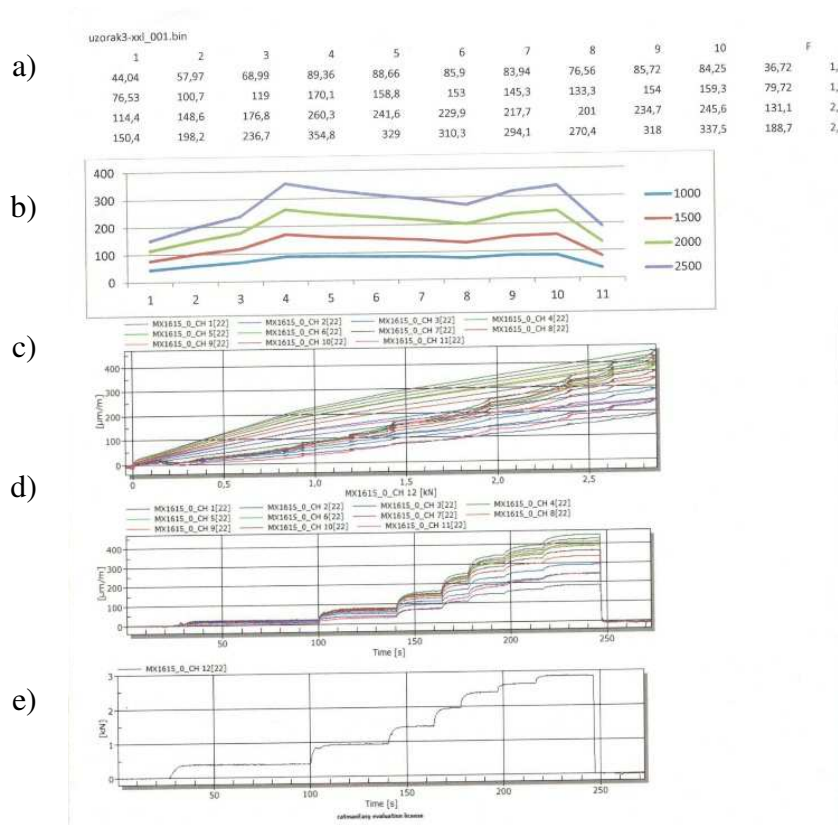 uzorak3-xxl_001.bin
1 2 3 4 5 6 7 8 9 10 F
a)
44,04 57,97 68,99 89,36 88,66 85,9 83,94 76,56 85,72 84,25 36,72 1,
76,53 100,7 119 170,1 158,8 153 145,3 133,3 154 159,3 79,72 1,
114,4 148,6 176,8 260,3 241,6 229,9 217,7 201 234,7 245,6 131,1 2,
150,4 198,2 236,7 354,8 329 310,3 294,1 270,4 318 337,5 188,7 2,
b)
400
300
200
100
0
1 2 3 4 5 6 7 8 9 10 11
1000
1500
2000
2500
c)
MX1615_0_CH 1[22] MX1615_0_CH 2[22] MX1615_0_CH 3[22] MX1615_0_CH 4[22]
MX1615_0_CH 5[22] MX1615_0_CH 6[22] MX1615_0_CH 7[22] MX1615_0_CH 8[22]
MX1615_0_CH 9[22] MX1615_0_CH 10[22] MX1615_0_CH 11[22]
[µm/m]
400
300
200
100
0
0 0,5 1,0 1,5 2,0 2,5
MX1615_0_CH 12 [kN]
d)
MX1615_0_CH 1[22] MX1615_0_CH 2[22] MX1615_0_CH 3[22] MX1615_0_CH 4[22]
MX1615_0_CH 5[22] MX1615_0_CH 6[22] MX1615_0_CH 7[22] MX1615_0_CH 8[22]
MX1615_0_CH 9[22] MX1615_0_CH 10[22] MX1615_0_CH 11[22]
[µm/m]
400
300
200
100
0
50 100 150 200 250
Time [s]
e)
MX1615_0_CH 12[22]
[kN]
3
2
1
0
50 100 150 200 250
Time [s]
catmanEasy evaluation license